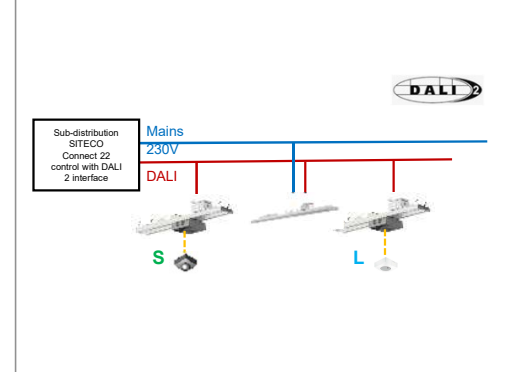 DALI 2
Sub-distribution
SITECO
Connect 22
control with DALI
2 interface
Mains
230V
DALI
S
L